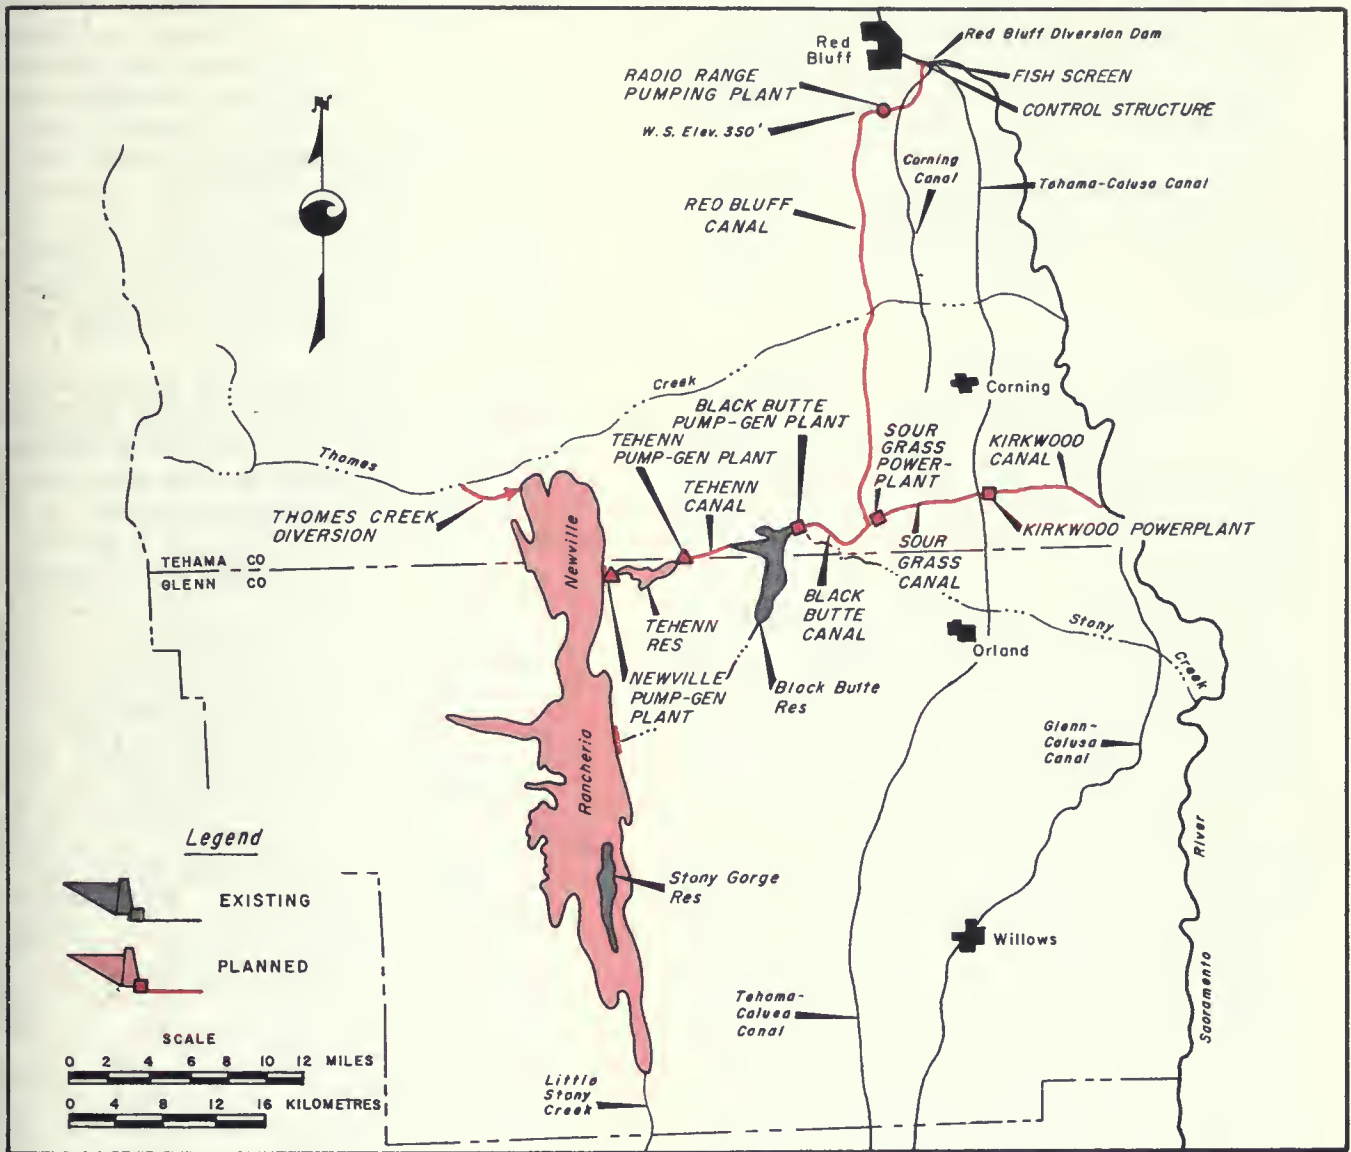 Red
Bluff
Red Bluff Diversion Dam
RADIO RANGE
PUMPING PLANT
FISH SCREEN
CONTROL STRUCTURE
W. S. Elev. 350'
N
Corning
Canal
Tehama-Calusa Canal
RED BLUFF
CANAL
Creek
Corning
BLACK BUTTE
PUMP-GEN PLANT
TEHENN
PUMP-GEN PLANT
SOUR
GRASS
POWER-
PLANT
KIRKWOOD
CANAL
Thomes
TEHENN
CANAL
THOMES CREEK
DIVERSION
KIRKWOOD POWERPLANT
SOUR
GRASS
CANAL
TEHAMA CO
GLENN CO
Newville
BLACK
BUTTE
CANAL
TEHENN
RES
Stony
Creek
Orland
NEWVILLE
PUMP-GEN
PLANT
Black Butte
Res
Glenn-
Calusa
Canal
Rancheria
Legend
EXISTING
PLANNED
Stony Gorge
Res
River
Sacramento
Willows
Tehama-
Calusa
Canal
SCALE
0 2 4 6 8 10 12 MILES
0 4 8 12 16 KILOMETRES
Little
Stony
Creek